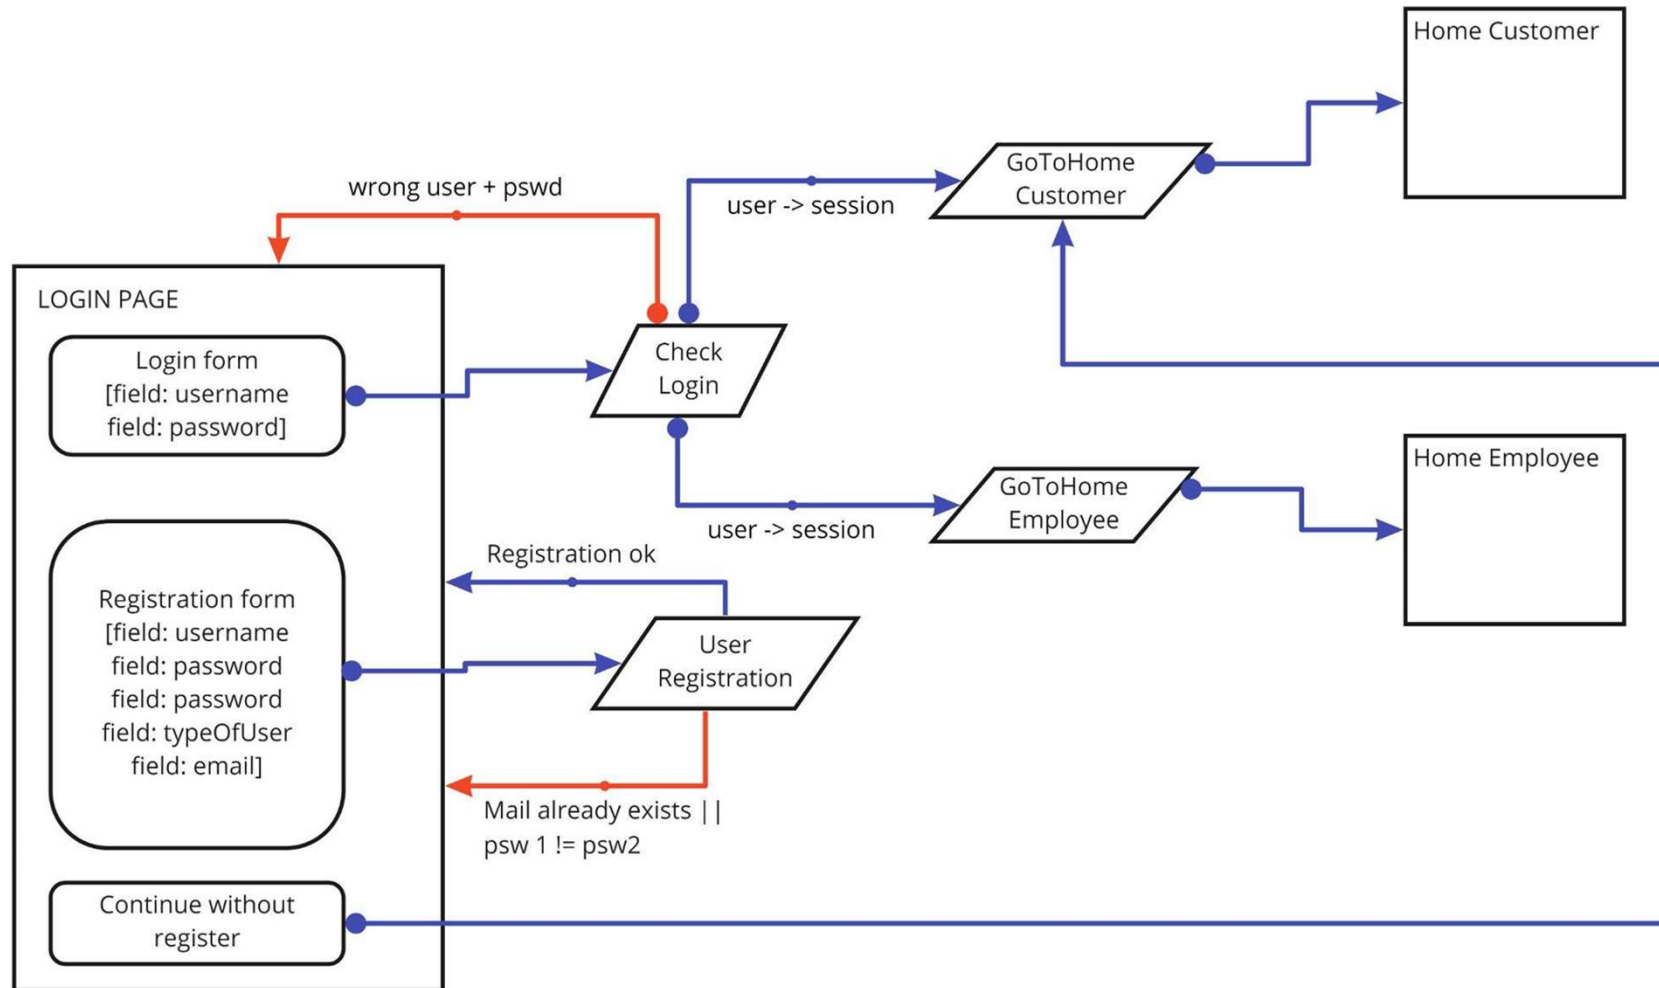 Home Customer
GoToHome
Customer
wrong user + pswd
user -> session
LOGIN PAGE
Login form
[field: username
field: password]
Check
Login
Home Employee
GoToHome
Employee
user -> session
Registration ok
Registration form
[field: username
field: password
field: password
field: typeOfUser
field: email]
User
Registration
Mail already exists ||
psw 1 != psw2
Continue without
register